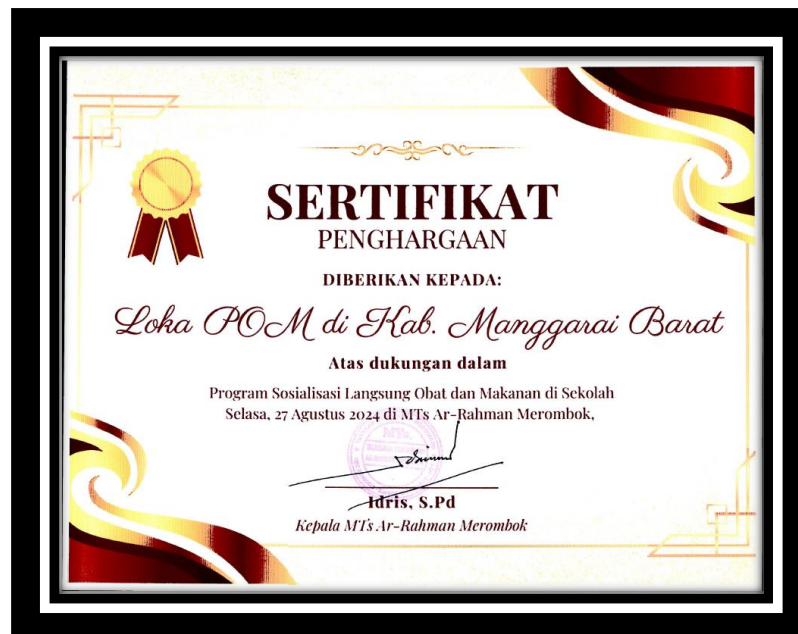 SERTIFIKAT
PENGHARGAAN
DIBERIKAN KEPADA:
Loka POM di Kab. Manggarai Barat
Atas dukungan dalam
Program Sosialisasi Langsung Obat dan Makanan di Sekolah
Selasa, 27 Agustus 2024 di MTs Ar-Rahman Merombok,
MTs
Idris, S.Pd
Kepala MTs Ar-Rahman Merombok